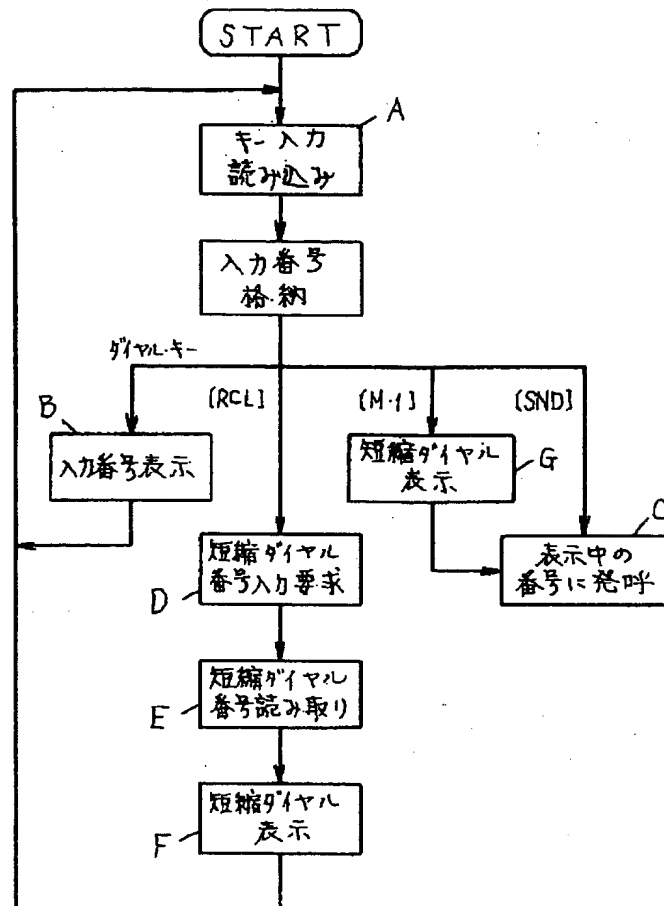 START
A
キー入力
読み込み
入力番号
格納
ダイヤル・キー
[RCL]
[M・1]
[SND]
B
入力番号表示
短縮ダイヤル
表示
G
C
表示中の
番号に発呼
短縮ダイヤル
番号入力要求
D
短縮ダイヤル
番号読み取り
E
短縮ダイヤル
表示
F